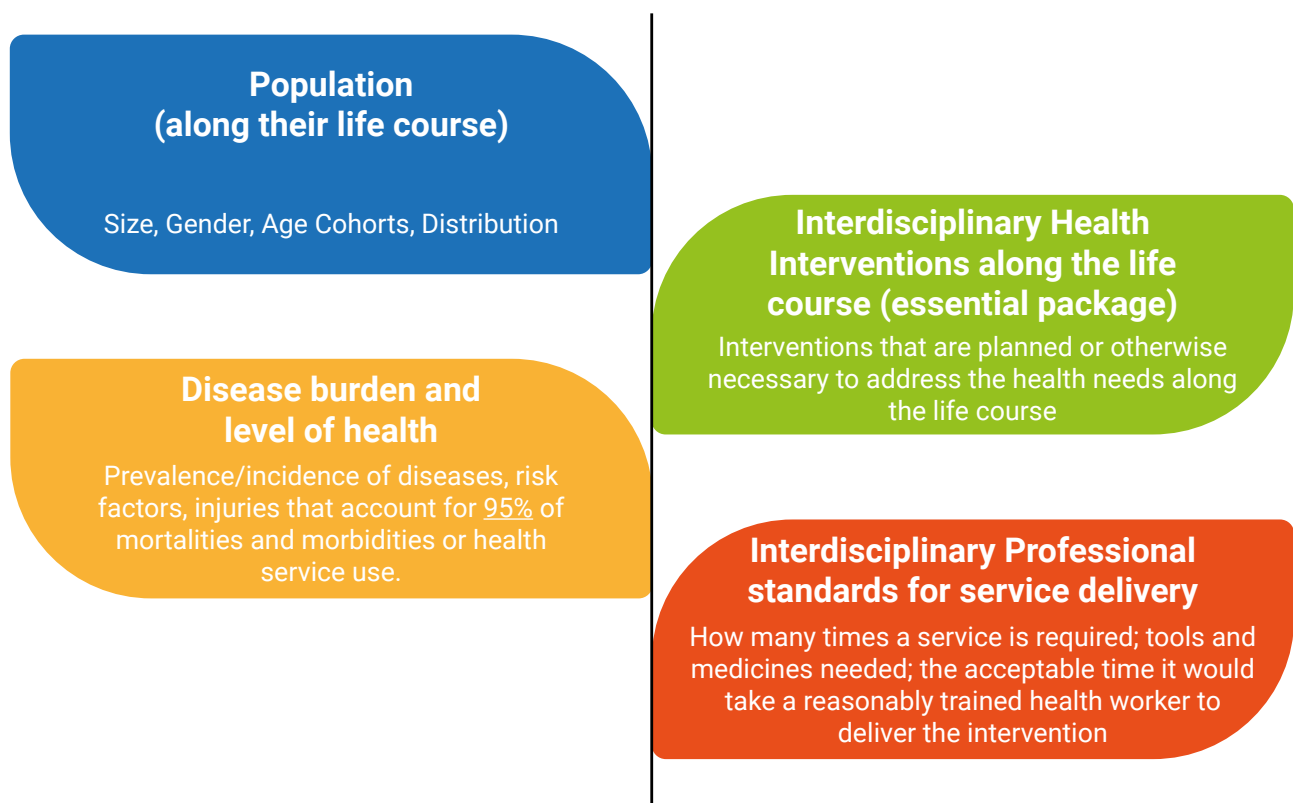 Population
(along their life course)
Size, Gender, Age Cohorts, Distribution
Interdisciplinary Health
Interventions along the life
course (essential package)
Interventions that are planned or otherwise
necessary to address the health needs along
the life course
Disease burden and
level of health
Prevalence/incidence of diseases, risk
factors, injuries that account for 95% of
mortalities and morbidities or health
service use.
Interdisciplinary Professional
standards for service delivery
How many times a service is required; tools and
medicines needed; the acceptable time it would
take a reasonably trained health worker to
deliver the intervention